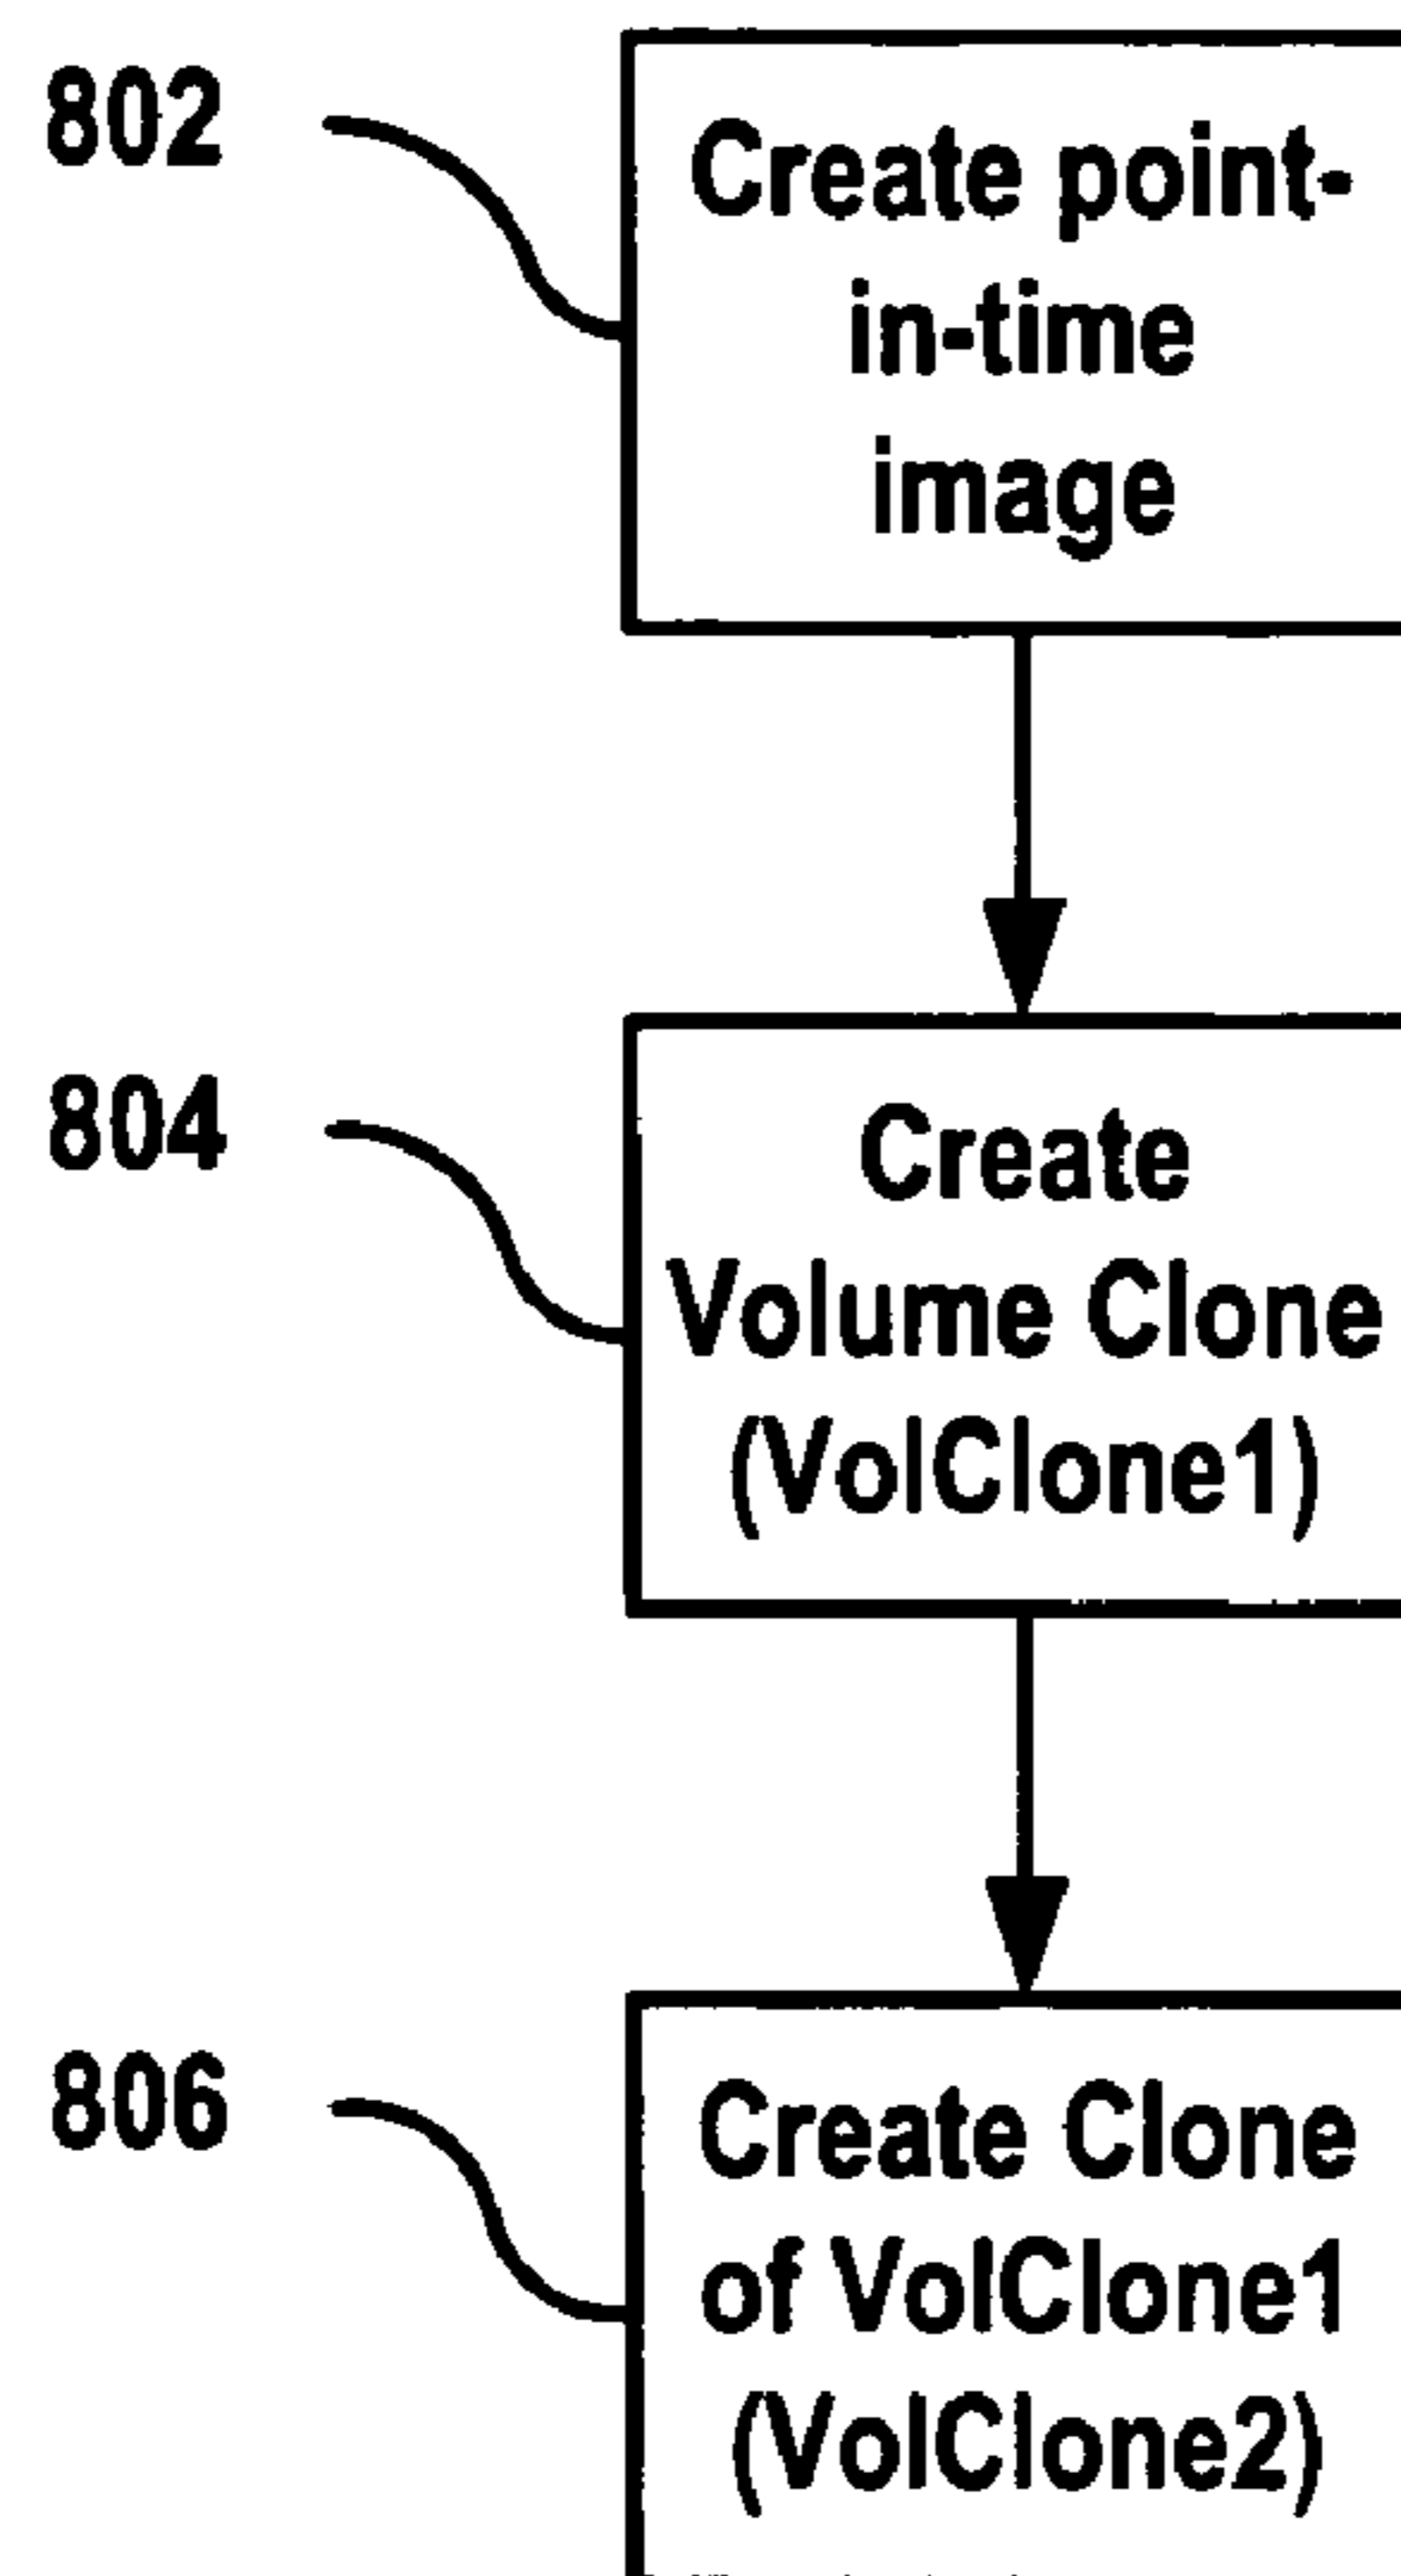 802
Create point-
in-time
image
804
Create
Volume Clone
(VolClone1)
806
Create Clone
of VolClone1
(VolClone2)